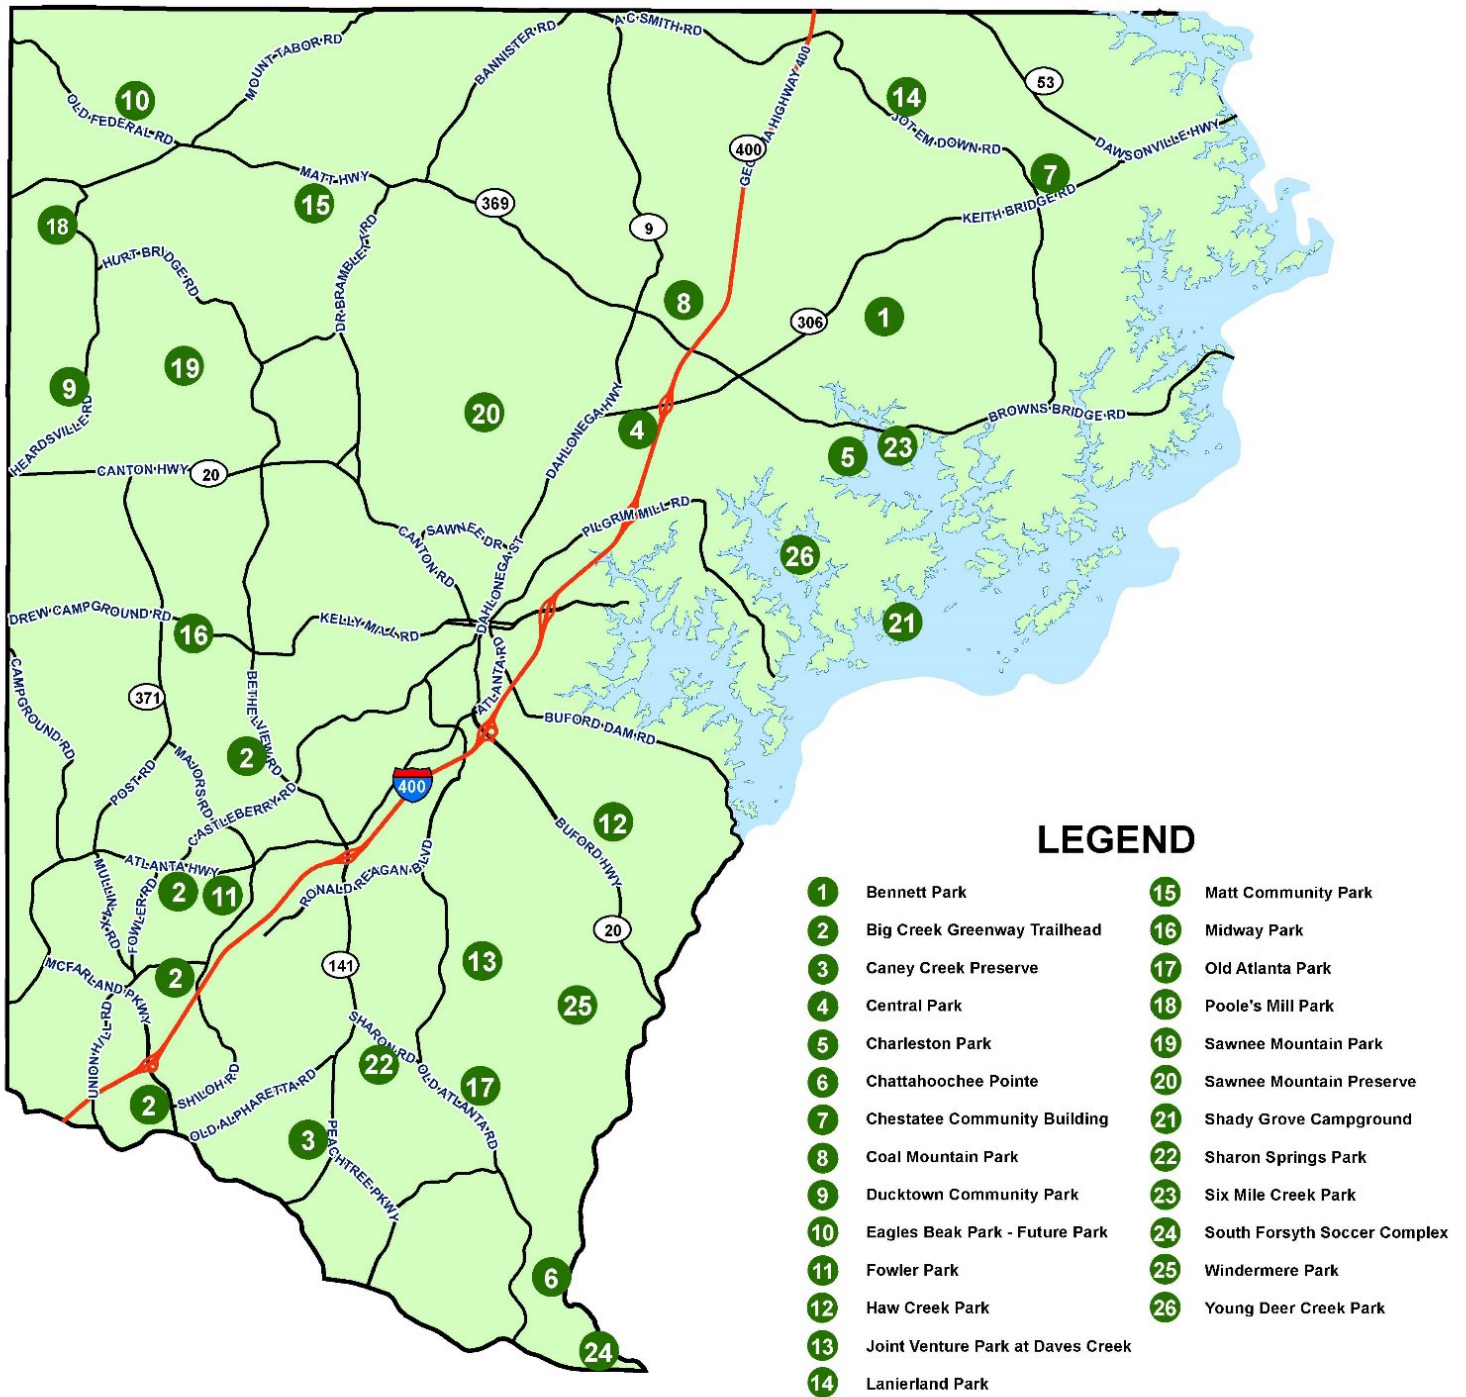 A C SMITH RD
MOUNT TABOR RD
BANNISTER RD
53
10
14
OLD FEDERAL RD
GEORGIA HIGHWAY 400
JOT EM DOWN RD
DAWSONVILLE HWY
400
MATT HWY
7
15
369
KEITH BRIDGE RD
18
9
HURT BRIDGE RD
DR BRAMBLETT RD
8
306
1
19
9
20
HEARDSVILLE RD
DAHLONEGA HWY
4
BROWNS BRIDGE RD
5
23
CANTON HWY
20
PILGRIM MILL RD
SAWNEE DR
CANTON RD
DAHLONEGA ST
26
DREW CAMPGROUND RD
16
KELLY MILL RD
21
CAMPGROUND RD
371
BETHELVIEW RD
ATLANTA RD
BUFORD DAM RD
2
POST RD
MAJORS RD
400
CASTLEBERRY RD
12
BUFORD HWY
ATLANTA HWY
MULLINAX RD
FOWLER RD
2
11
RONALD REAGAN BLVD
20
141
13
MCFARLAND PKWY
2
25
UNION HILL RD
SHARON RD
22
OLD ATLANTA RD
17
SHILOH RD
2
OLD ALPHARETTA RD
3
PEACHTREE PKWY
6
24
LEGEND
1 Bennett Park
2 Big Creek Greenway Trailhead
3 Caney Creek Preserve
4 Central Park
5 Charleston Park
6 Chattahoochee Pointe
7 Chestatee Community Building
8 Coal Mountain Park
9 Ducktown Community Park
10 Eagles Beak Park - Future Park
11 Fowler Park
12 Haw Creek Park
13 Joint Venture Park at Daves Creek
14 Lanierland Park
15 Matt Community Park
16 Midway Park
17 Old Atlanta Park
18 Poole's Mill Park
19 Sawnee Mountain Park
20 Sawnee Mountain Preserve
21 Shady Grove Campground
22 Sharon Springs Park
23 Six Mile Creek Park
24 South Forsyth Soccer Complex
25 Windermere Park
26 Young Deer Creek Park